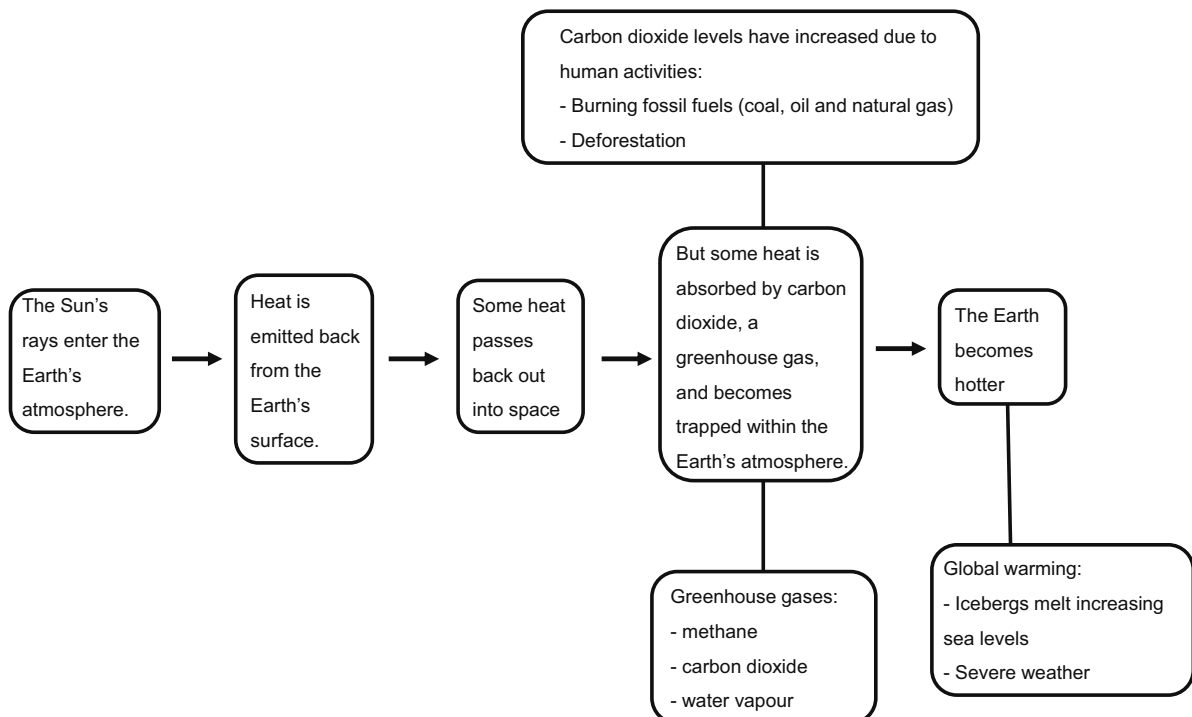 Carbon dioxide levels have increased due to
human activities:
- Burning fossil fuels (coal, oil and natural gas)
- Deforestation
The Sun’s
rays enter the
Earth’s
atmosphere.
Heat is
emitted back
from the
Earth’s
surface.
Some heat
passes
back out
into space
But some heat is
absorbed by carbon
dioxide, a
greenhouse gas,
and becomes
trapped within the
Earth’s atmosphere.
The Earth
becomes
hotter
Greenhouse gases:
- methane
- carbon dioxide
- water vapour
Global warming:
- Icebergs melt increasing
sea levels
- Severe weather